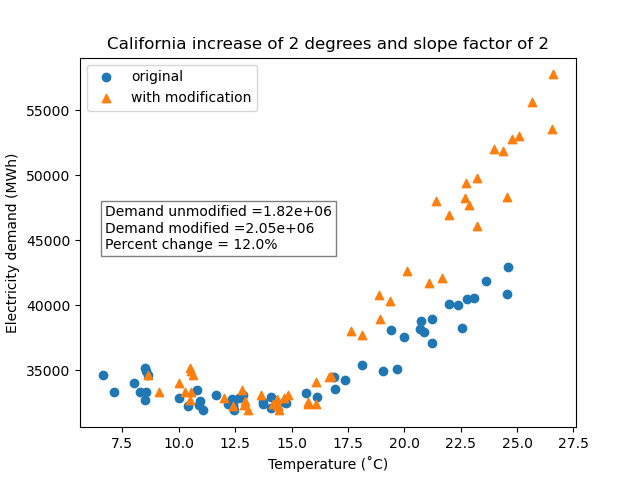 California increase of 2 degrees and slope factor of 2
original
with modification
Demand unmodified =1.82e+06
Demand modified =2.05e+06
Percent change = 12.0%
Electricity demand (MWh)
55000
50000
45000
40000
35000
7.5 10.0 12.5 15.0 17.5 20.0 22.5 25.0 27.5
Temperature (˚C)